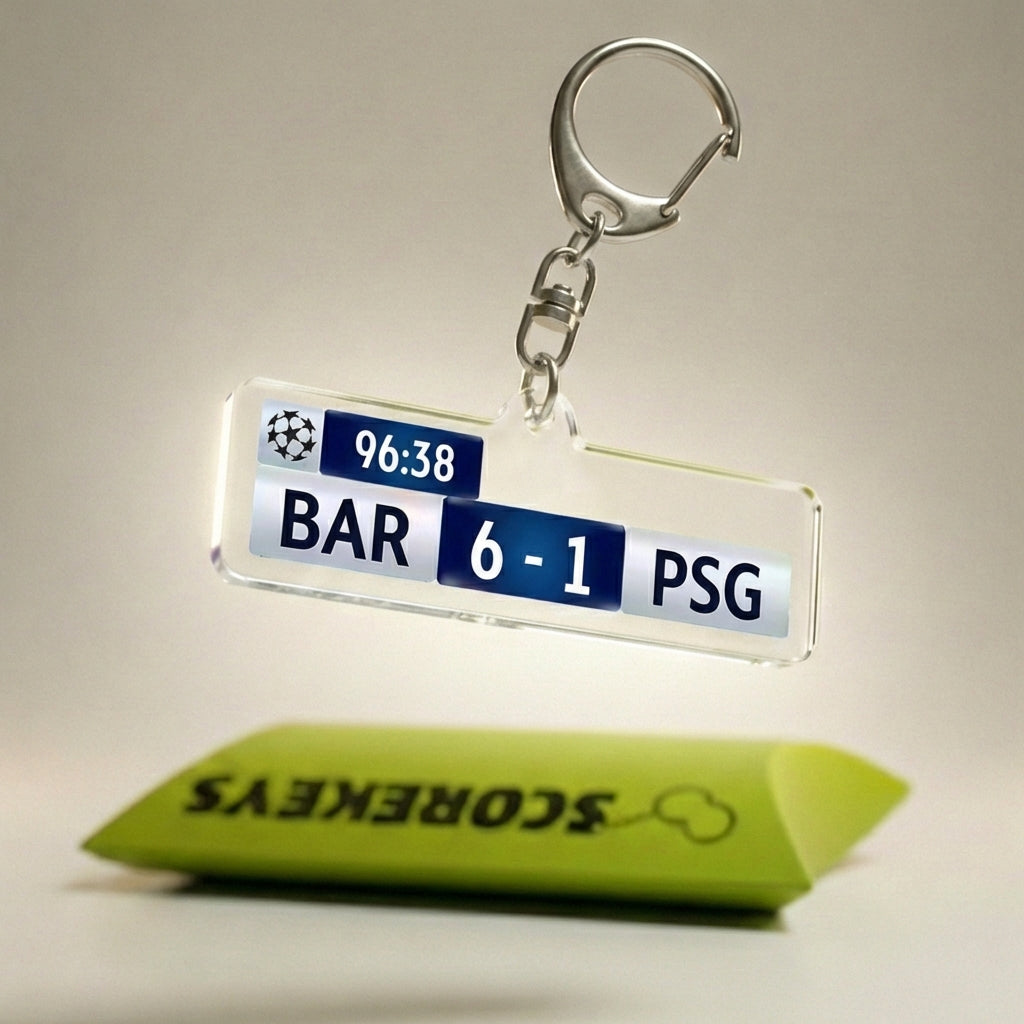 96:38
BAR 6 - 1 PSG
SCOREKEYS